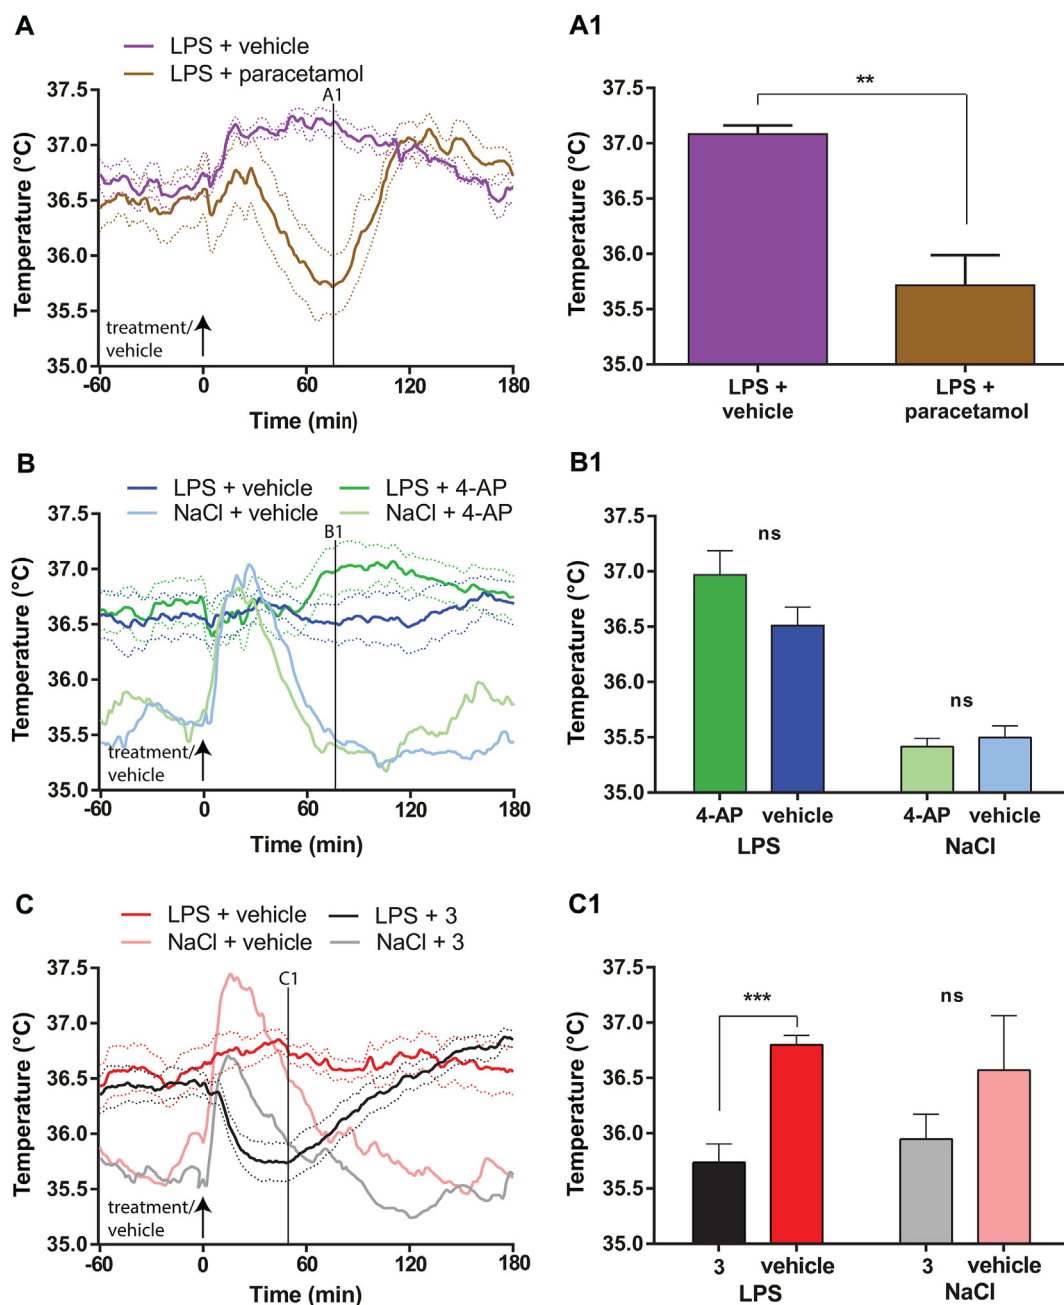 A
LPS + vehicle
LPS + paracetamol
37.5
37.0
36.5
36.0
35.5
35.0
Temperature (°C)
A1
treatment/
vehicle
-60
0
60
120
180
Time (min)
A1
37.5
37.0
36.5
36.0
35.5
35.0
Temperature (°C)
**
LPS +
vehicle
LPS +
paracetamol
B
LPS + vehicle
LPS + 4-AP
NaCl + vehicle
NaCl + 4-AP
37.5
37.0
36.5
36.0
35.5
35.0
Temperature (°C)
B1
treatment/
vehicle
-60
0
60
120
180
Time (min)
B1
37.5
37.0
36.5
36.0
35.5
35.0
Temperature (°C)
ns
ns
4-AP
vehicle
4-AP
vehicle
LPS
NaCl
C
LPS + vehicle
LPS + 3
NaCl + vehicle
NaCl + 3
37.5
37.0
36.5
36.0
35.5
35.0
Temperature (°C)
C1
treatment/
vehicle
-60
0
60
120
180
Time (min)
C1
37.5
37.0
36.5
36.0
35.5
35.0
Temperature (°C)
***
ns
3
vehicle
3
vehicle
LPS
NaCl